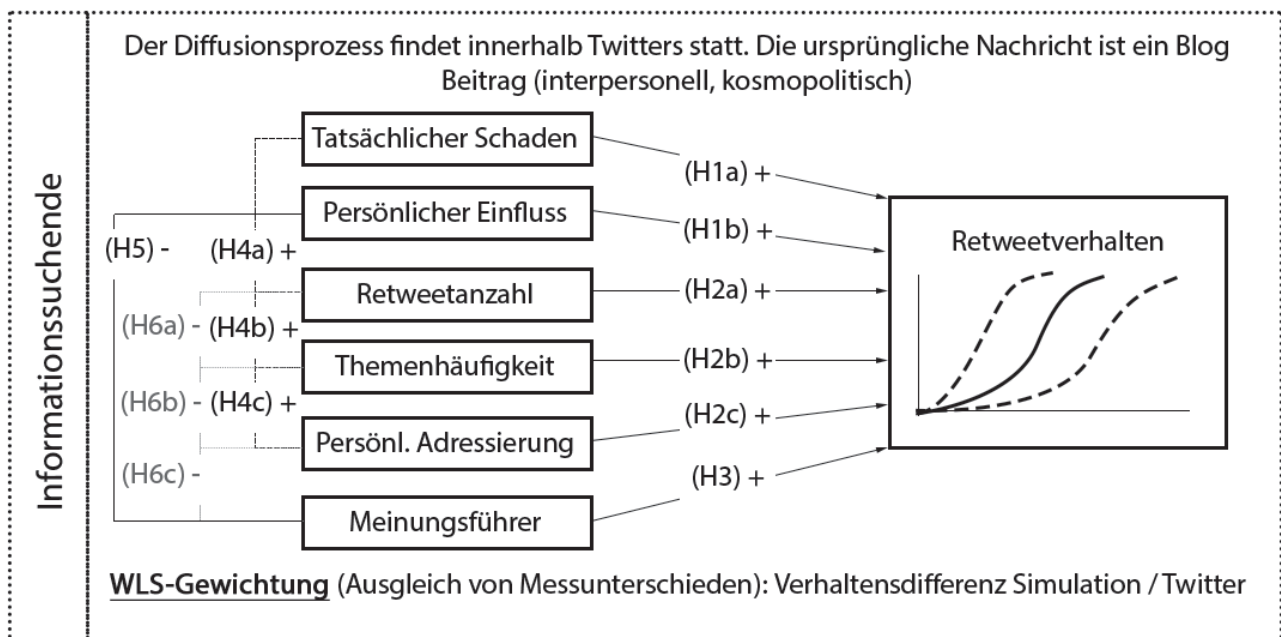 Der Diffusionsprozess findet innerhalb Twitters statt. Die ursprüngliche Nachricht ist ein Blog
Beitrag (interpersonell, kosmopolitisch)
Informationssuchende
Tatsächlicher Schaden
(H1a) +
Persönlicher Einfluss
(H1b) +
Retweetverhalten
(H5) -
(H4a) +
Retweetanzahl
(H2a) +
(H6a) -
(H4b) +
Themenhäufigkeit
(H2b) +
(H6b) -
(H4c) +
(H2c) +
Persönl. Adressierung
(H6c) -
(H3) +
Meinungsführer
WLS-Gewichtung (Ausgleich von Messunterschieden): Verhaltensdifferenz Simulation / Twitter